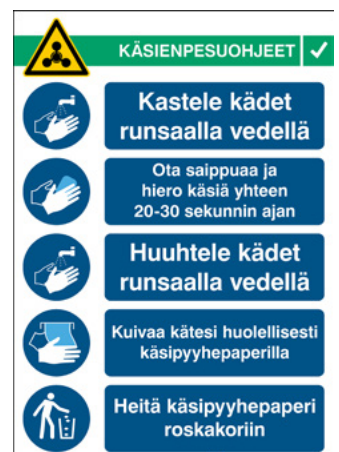 KÄSIENPESUOHJEET
Kastele kädet
runsaalla vedellä
Ota saippuaa ja
hiero käsiä yhteen
20-30 sekunnin ajan
Huuhtele kädet
runsaalla vedellä
Kuivaa kätesi huolellisesti
käsipyyhepaperilla
Heitä käsipyyhepaperi
roskakoriin